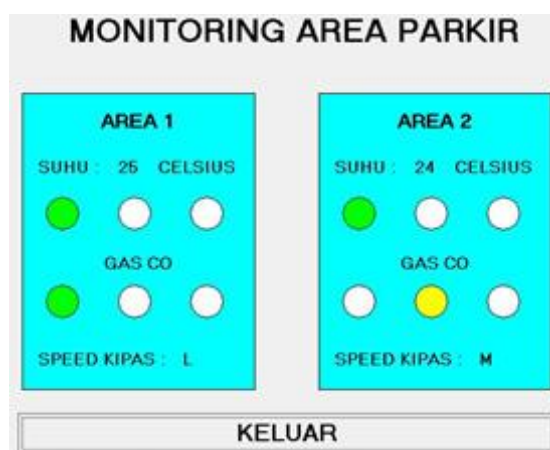 MONITORING AREA PARKIR
AREA 1
SUHU : 25 CELSIUS
GAS CO
SPEED KIPAS : L
AREA 2
SUHU : 24 CELSIUS
GAS CO
SPEED KIPAS : M
KELUAR